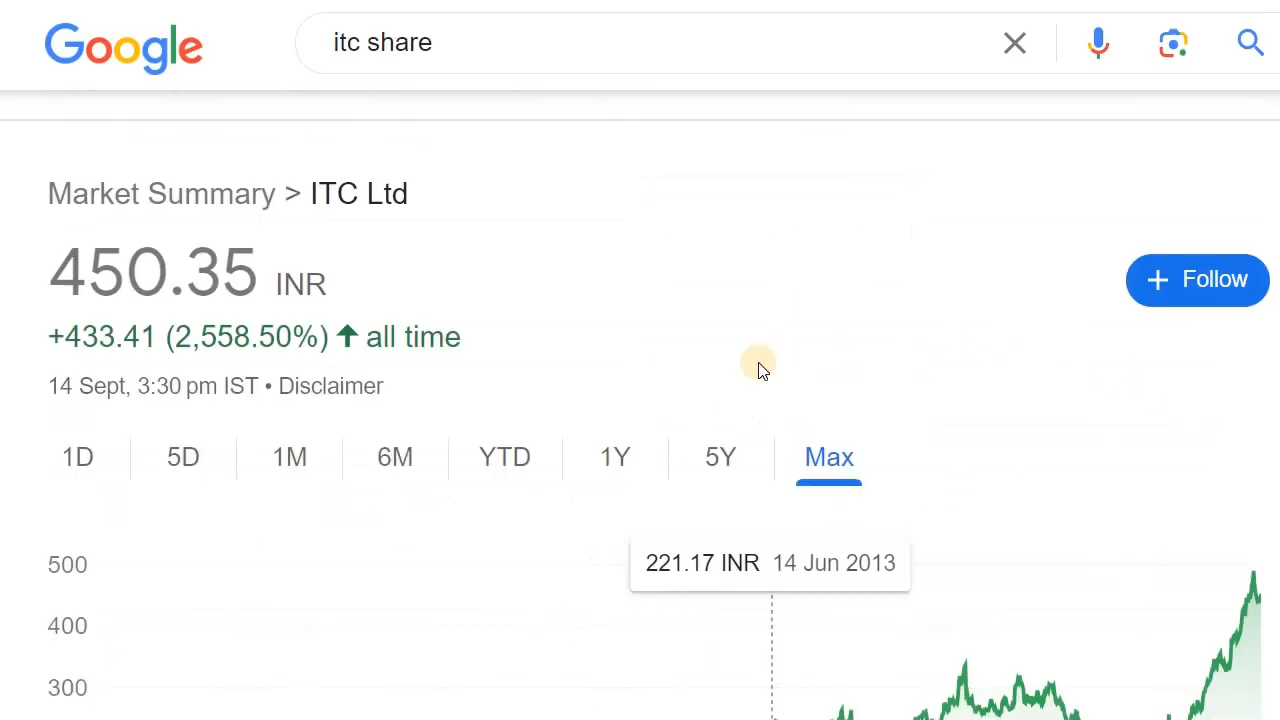 Google
itc share
Market Summary > ITC Ltd
450.35 INR
+ Follow
+433.41 (2,558.50%) ↑ all time
14 Sept, 3:30 pm IST • Disclaimer
1D 5D 1M 6M YTD 1Y 5Y Max
500
221.17 INR 14 Jun 2013
400
300